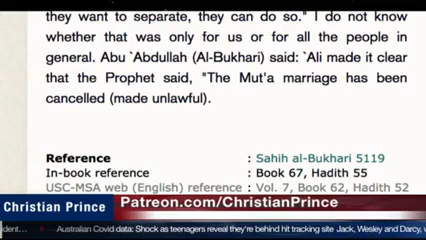 they want to separate, they can do so." I do not know
whether that was only for us or for all the people in
general. Abu `Abdullah (Al-Bukhari) said: `Ali made it clear
that the Prophet said, "The Mut'a marriage has been
cancelled (made unlawful).
Reference : Sahih al-Bukhari 5119
In-book reference : Book 67, Hadith 55
USC-MSA web (English) reference : Vol. 7, Book 62, Hadith 52
Christian Prince Patreon.com/ChristianPrince
dent... Australian Covid data: Shock as teenagers reveal they're behind hit tracking site Jack, Wesley and Darcy,